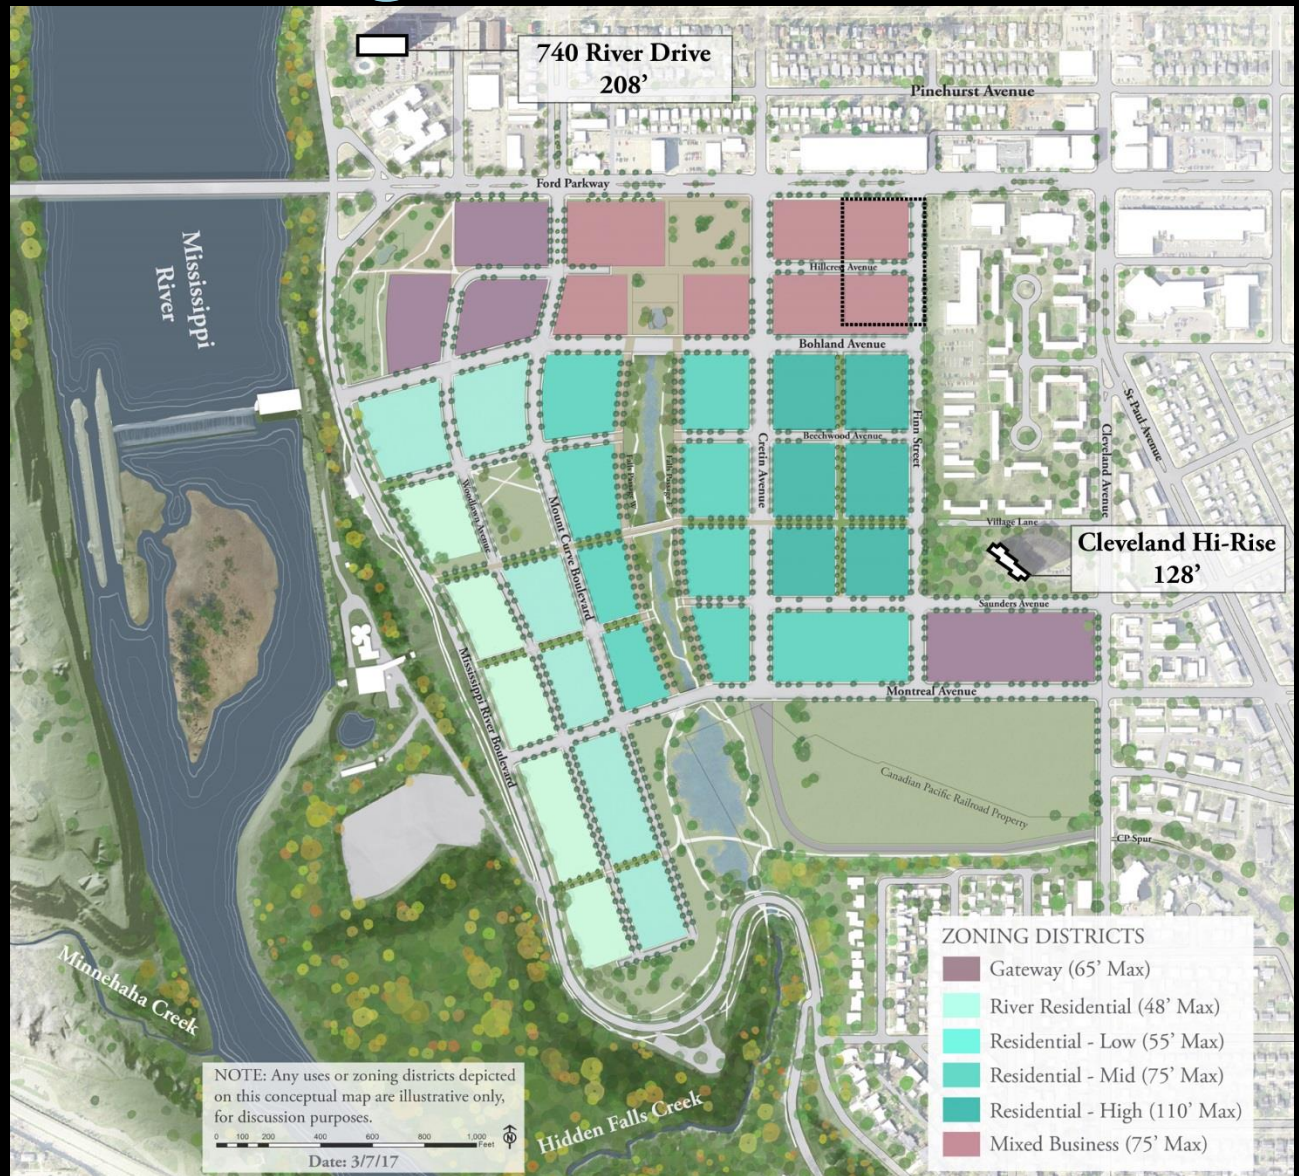 740 River Drive
208’
Pinehurst Avenue
Ford Parkway
Mississippi
River
Hillcrest Avenue
Bohland Avenue
Beechwood Avenue
Finn Street
Cretin Avenue
Cleveland Avenue
St Paul Avenue
Woodlawn Avenue
Mount Curve Boulevard
Falls Passage W
Village Lane
Cleveland Hi-Rise
128’
Saunders Avenue
Montreal Avenue
Mississippi River Boulevard
Canadian Pacific Railroad Property
CP Spur
Minnehaha Creek
Hidden Falls Creek
ZONING DISTRICTS
Gateway (65’ Max)
River Residential (48’ Max)
Residential - Low (55’ Max)
Residential - Mid (75’ Max)
Residential - High (110’ Max)
Mixed Business (75’ Max)
NOTE: Any uses or zoning districts depicted
on this conceptual map are illustrative only,
for discussion purposes.
0 100 200 400 600 800 1,000
Feet
N
Date: 3/7/17